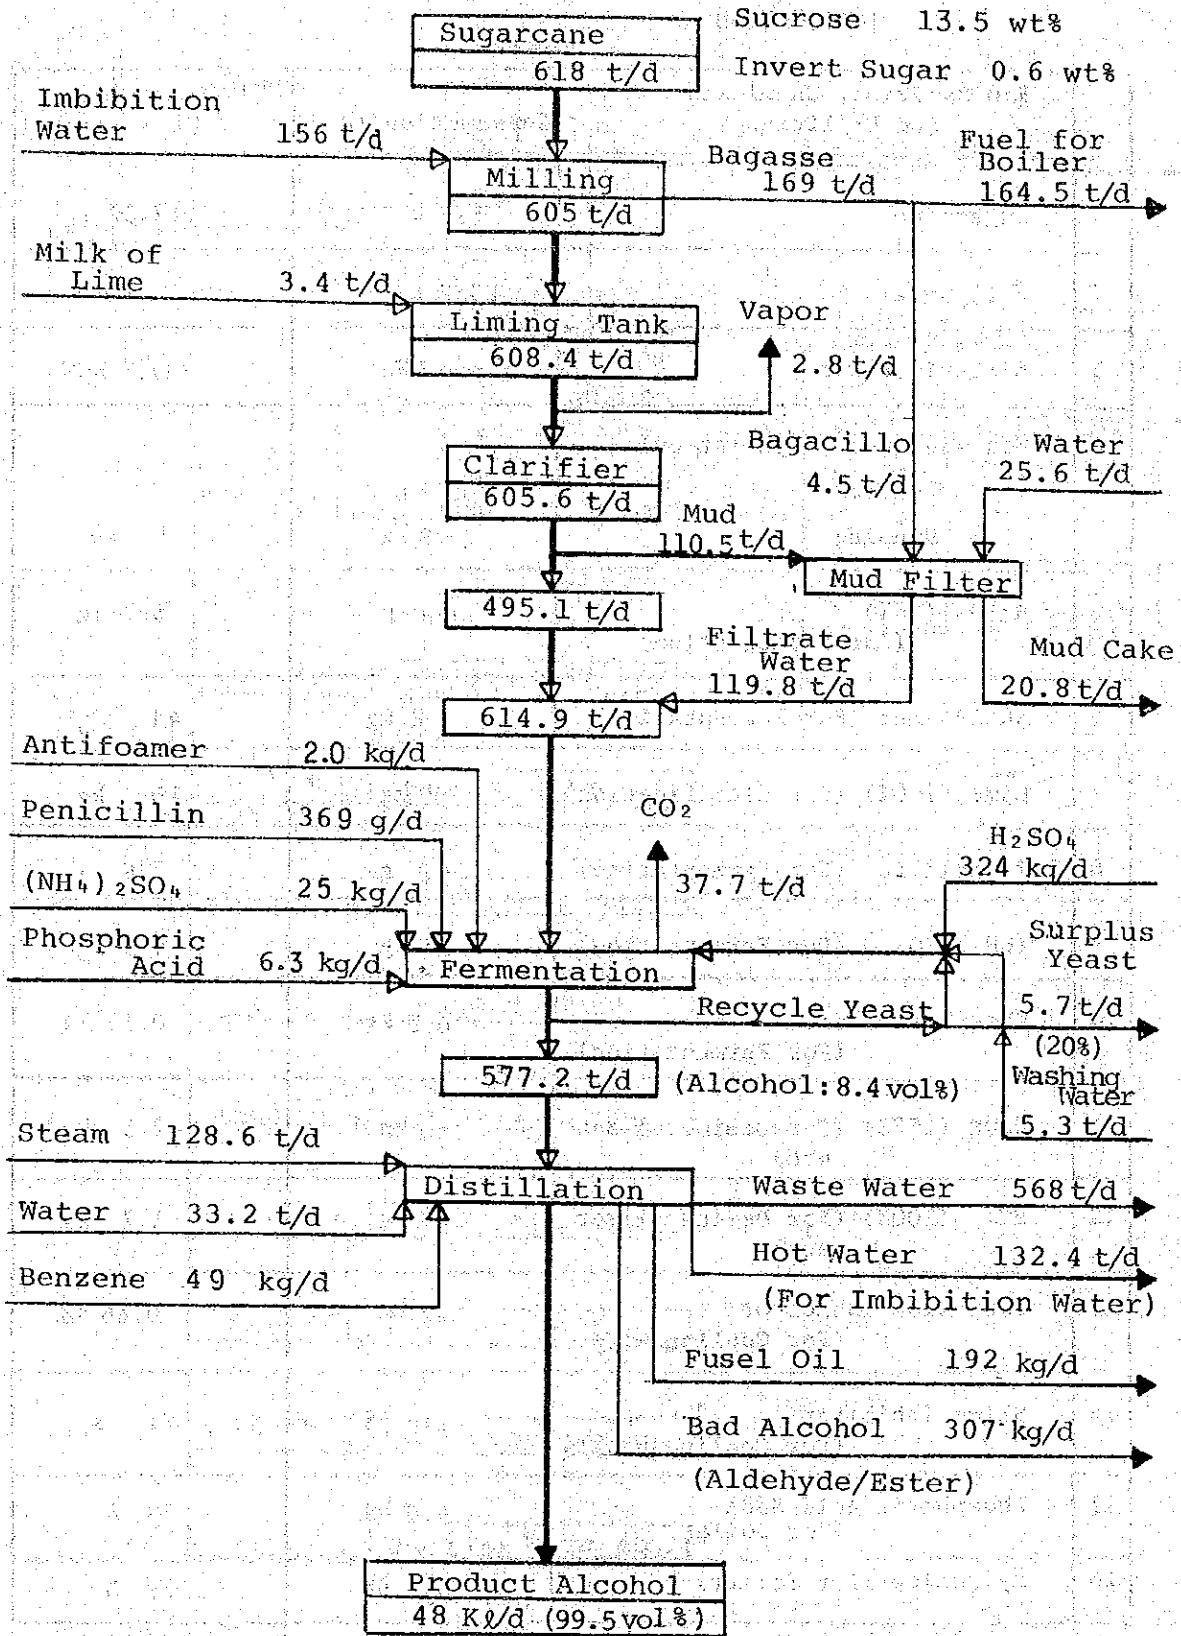 Sugarcane
618 t/d
Sucrose 13.5 wt%
Invert Sugar 0.6 wt%
Imbibition
Water 156 t/d
Milling
605 t/d
Bagasse
169 t/d
Fuel for
Boiler
164.5 t/d
Milk of
Lime 3.4 t/d
Liming Tank
608.4 t/d
Vapor
2.8 t/d
Clarifier
605.6 t/d
Bagacillo
4.5 t/d
Water
25.6 t/d
Mud
110.5 t/d
Mud Filter
495.1 t/d
Filtrate
Water
119.8 t/d
Mud Cake
20.8 t/d
614.9 t/d
Antifoamer 2.0 kg/d
Penicillin 369 g/d
(NH₄)₂SO₄ 25 kg/d
Phosphoric
Acid 6.3 kg/d
CO₂
37.7 t/d
H₂SO₄
324 kg/d
Fermentation
Surplus
Yeast
5.7 t/d
(20%)
Recycle Yeast
Washing
Water
5.3 t/d
577.2 t/d
(Alcohol:8.4vol%)
Steam 128.6 t/d
Water 33.2 t/d
Benzene 49 kg/d
Distillation
Waste Water 568 t/d
Hot Water 132.4 t/d
(For Imbibition Water)
Fusel Oil 192 kg/d
Bad Alcohol 307 kg/d
(Aldehyde/Ester)
Product Alcohol
48 Kℓ/d (99.5vol%)